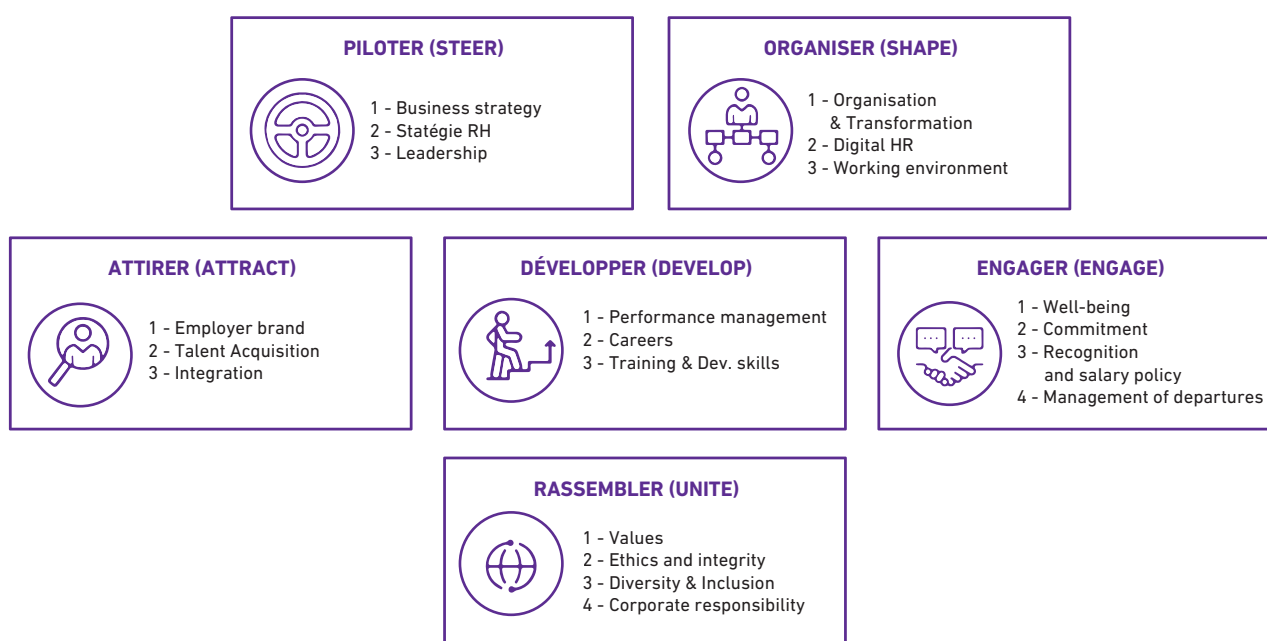 PILOTER (STEER)
1 - Business strategy
2 - Statégie RH
3 - Leadership
ORGANISER (SHAPE)
1 - Organisation
& Transformation
2 - Digital HR
3 - Working environment
ATTIRER (ATTRACT)
1 - Employer brand
2 - Talent Acquisition
3 - Integration
DÉVELOPPER (DEVELOP)
1 - Performance management
2 - Careers
3 - Training & Dev. skills
ENGAGER (ENGAGE)
1 - Well-being
2 - Commitment
3 - Recognition
and salary policy
4 - Management of departures
RASSEMBLER (UNITE)
1 - Values
2 - Ethics and integrity
3 - Diversity & Inclusion
4 - Corporate responsibility